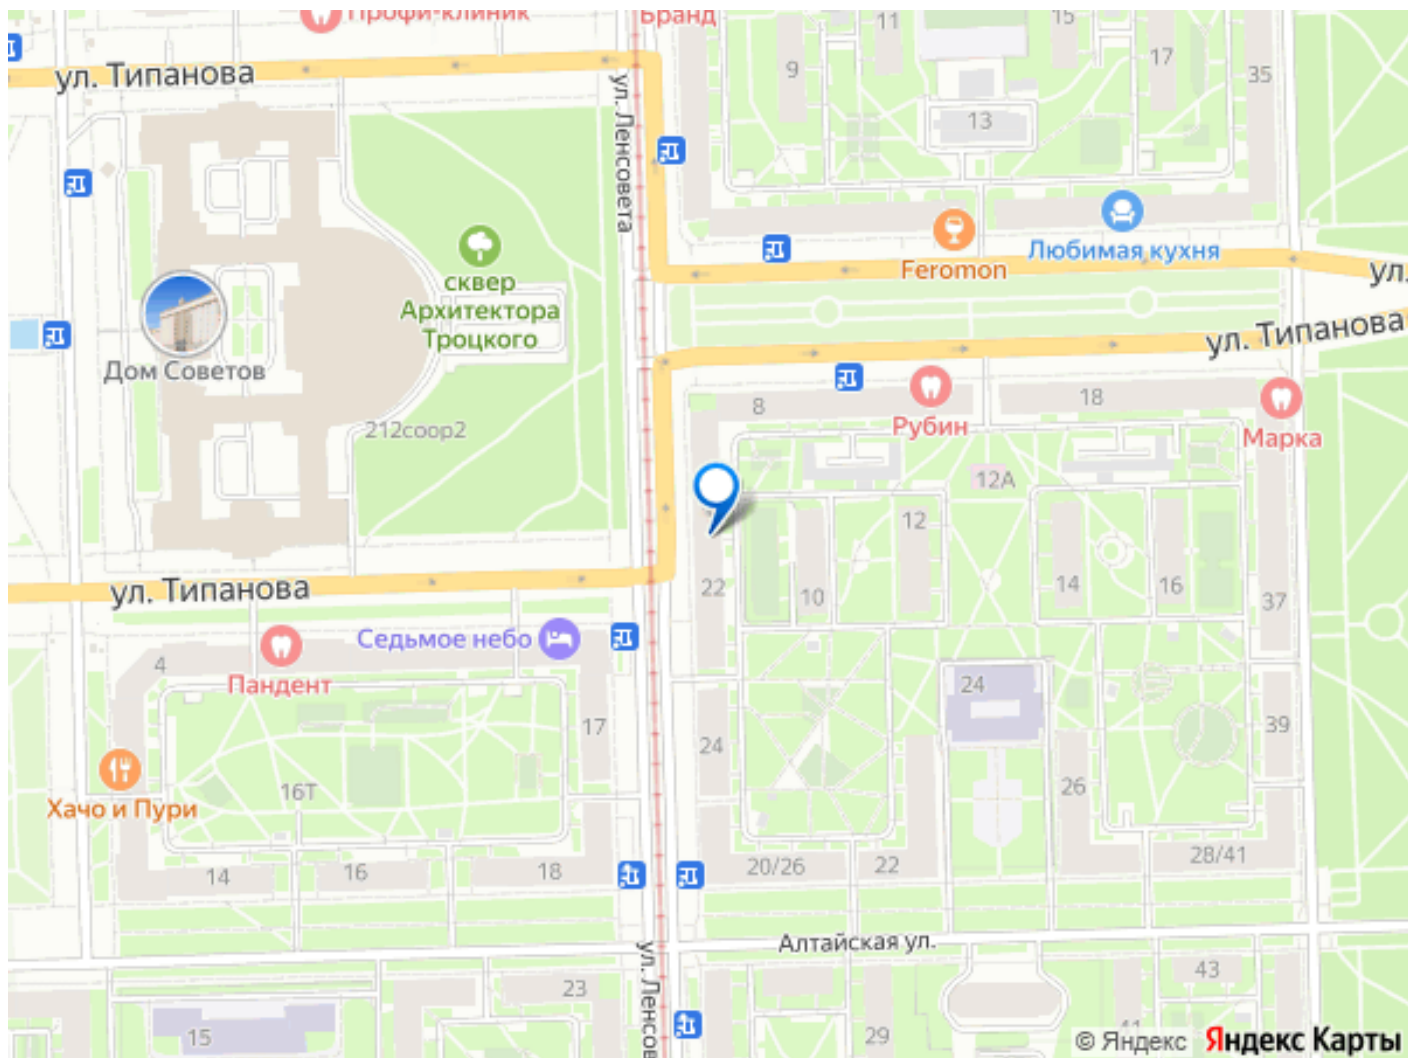 Профи-клиник
Бранд
11
15
ул. Типанова
ул. Ленсовета
9
17
35
13
Любимая кухня
Feromon
сквер
Архитектора
Троцкого
ул.
ул. Типанова
Дом Советов
8
18
Рубин
Марка
212соор2
12А
12
22
10
14
16
37
ул. Типанова
Седьмое небо
4
Пандент
24
17
24
39
16Т
26
Хачо и Пури
14
16
18
20/26
22
28/41
Алтайская ул.
ул. Ленсов
23
43
15
29
41
© Яндекс
Яндекс Карты